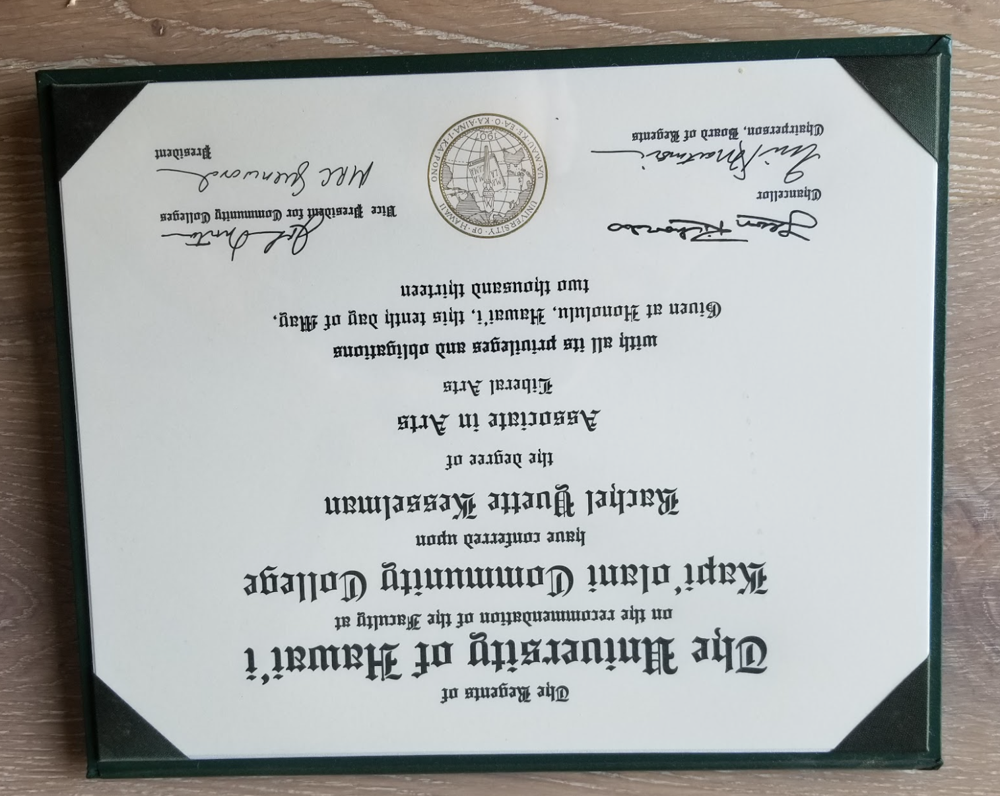 The Regents of
The University of Hawai'i
on the recommendation of the Faculty at
Kapi'olani Community College
have conferred upon
Rachel Yvette Kesselman
the degree of
Associate in Arts
Liberal Arts
with all its privileges and obligations
Given at Honolulu, Hawai'i, this tenth day of May,
two thousand thirteen
Leon Richards
Chancellor
Chairperson, Board of Regents
UNIVERSITY·OF·HAWAII
UA·MAU·KE·EA·O·KA·AINA·I·KA·PONO
MALAMALAMA
1907
Vice President for Community Colleges
MRC Greenwood
President